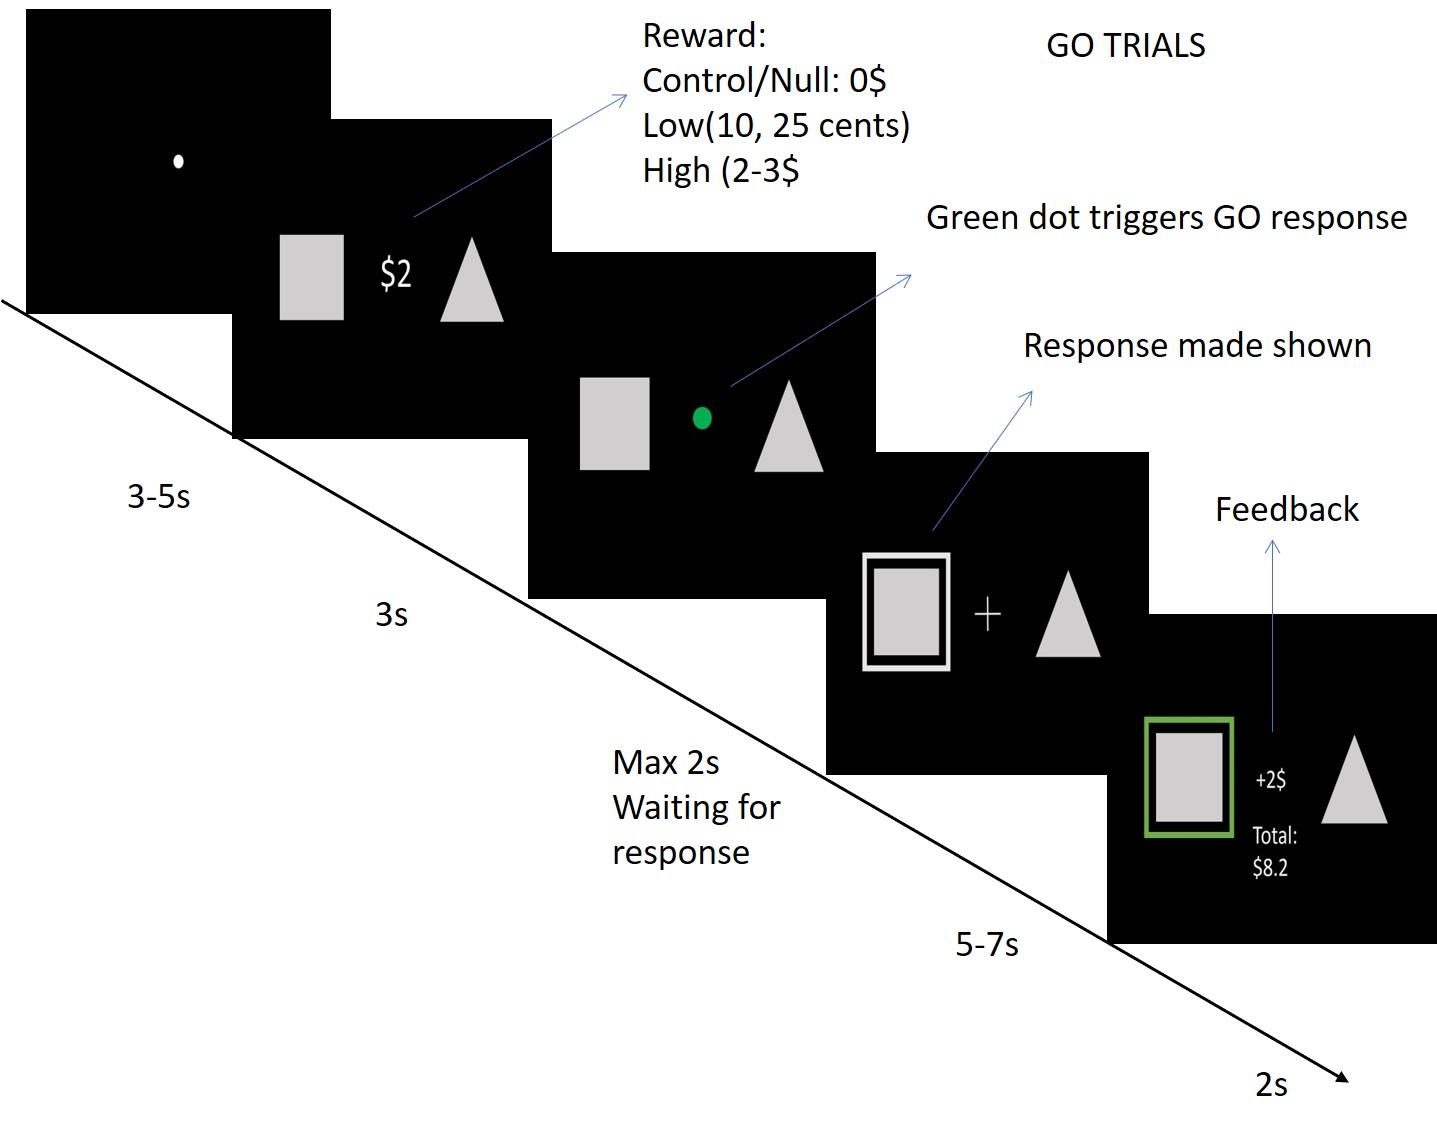 Reward:
Control/Null: 0$
Low(10, 25 cents)
High (2-3$
GO TRIALS
Green dot triggers GO response
$2
Response made shown
3-5s
Feedback
3s
Max 2s
Waiting for
response
+2$
Total:
$8.2
5-7s
2s